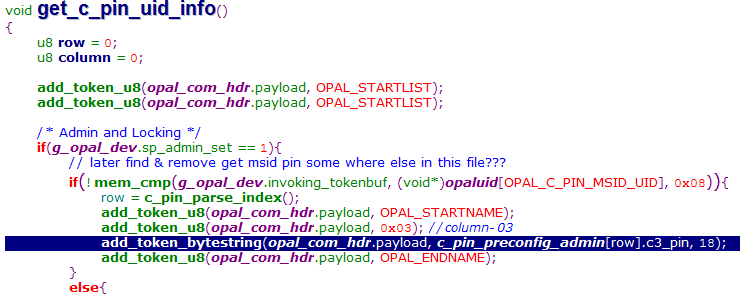 void get_c_pin_uid_info()
{
u8 row = 0;
u8 column = 0;
add_token_u8(opal_com_hdr.payload, OPAL_STARTLIST);
add_token_u8(opal_com_hdr.payload, OPAL_STARTLIST);
/* Admin and Locking */
if(g_opal_dev.sp_admin_set == 1){
// later find & remove get msid pin some where else in this file???
if(! mem_cmp(g_opal_dev.invoking_tokenbuf, (void*)opaluid[OPAL_C_PIN_MSID_UID], 0x08)){
row = c_pin_parse_index();
add_token_u8(opal_com_hdr.payload, OPAL_STARTNAME);
add_token_u8(opal_com_hdr.payload, 0x03); //column-03
add_token_bytestring(opal_com_hdr.payload, c_pin_preconfig_admin[row].c3_pin, 18);
add_token_u8(opal_com_hdr.payload, OPAL_ENDNAME);
}
else{